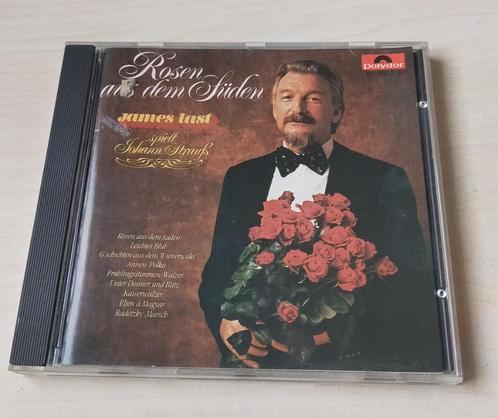 Rosen
aus dem Süden
Polydor
James Last
spielt
Johann Strauß
Rosen aus dem Süden
Leichtes Blut
G'schichten aus dem Wienerwald
Annen-Polka
Frühlingsstimmen-Walzer
Unter Donner und Blitz
Kaiserwalzer
Eljen a Magyar
Radetzky-Marsch